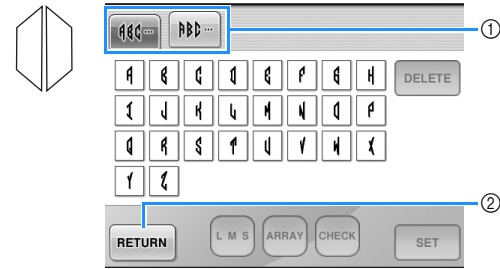 ABC… ABC… ①
A B C D E F G H DELETE
I J K L M N O P
Q R S T U V W X
Y Z
②
RETURN L M S ARRAY CHECK SET